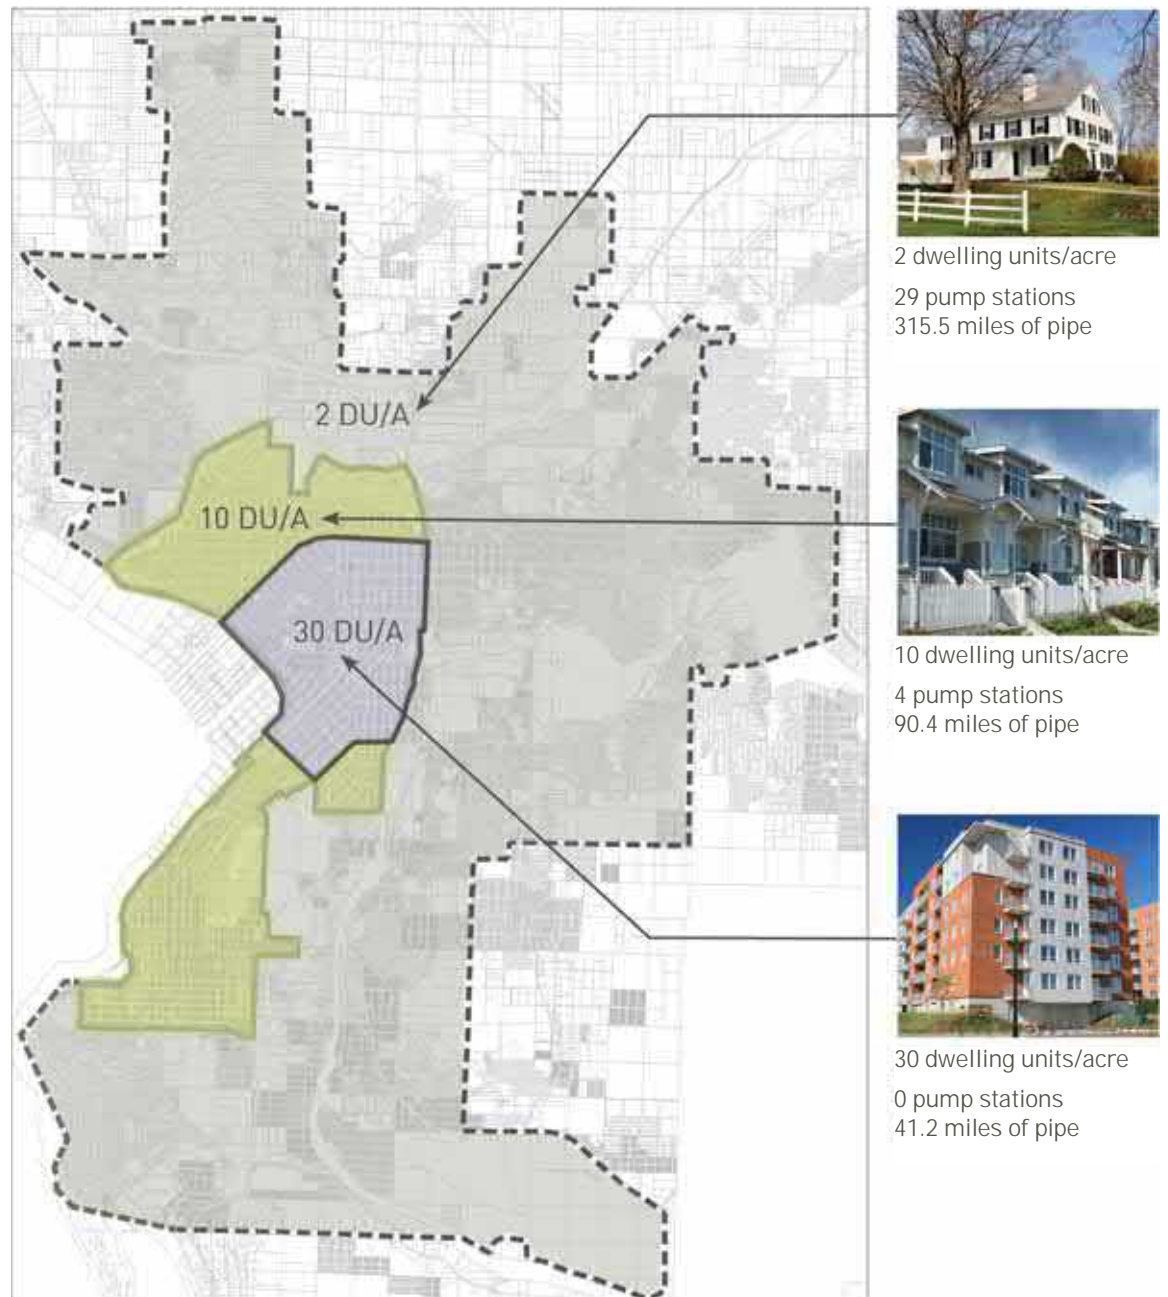 2 DU/A
10 DU/A
30 DU/A
2 dwelling units/acre
29 pump stations
315.5 miles of pipe
10 dwelling units/acre
4 pump stations
90.4 miles of pipe
30 dwelling units/acre
0 pump stations
41.2 miles of pipe